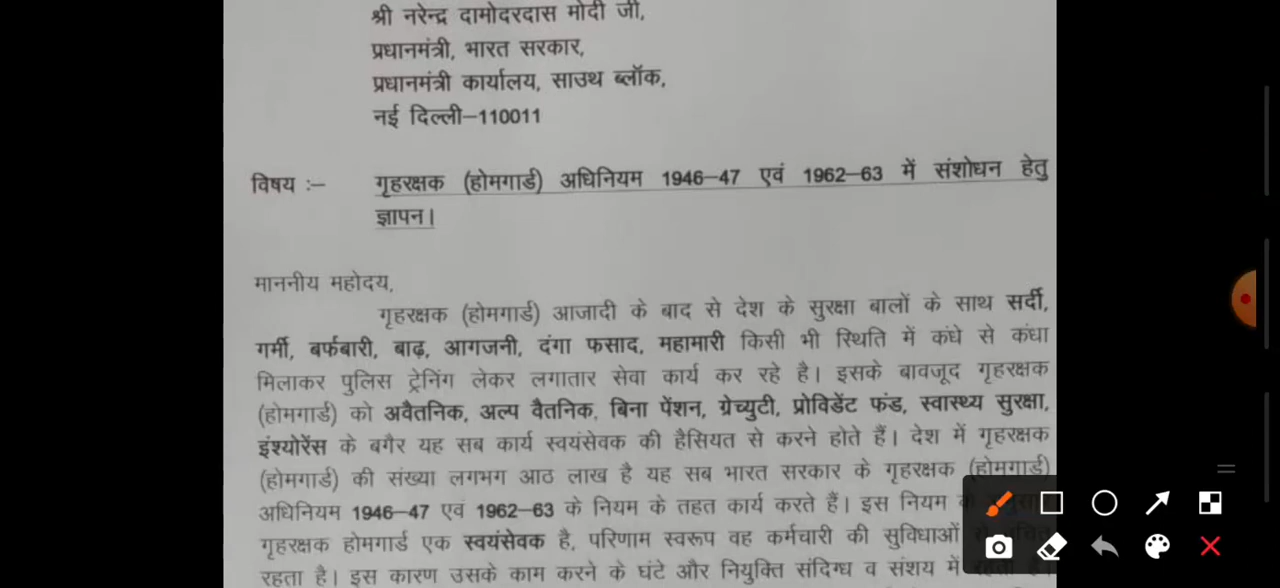 श्री नरेन्द्र दामोदरदास मोदी जी,
प्रधानमंत्री, भारत सरकार,
प्रधानमंत्री कार्यालय, साउथ ब्लॉक,
नई दिल्ली–110011
विषय :– गृहरक्षक (होमगार्ड) अधिनियम 1946–47 एवं 1962–63 में संशोधन हेतु
ज्ञापन।
माननीय महोदय,
गृहरक्षक (होमगार्ड) आजादी के बाद से देश के सुरक्षा बालों के साथ सर्दी,
गर्मी, बर्फबारी, बाढ़, आगजनी, दंगा फसाद, महामारी किसी भी स्थिति में कंधे से कंधा
मिलाकर पुलिस ट्रेनिंग लेकर लगातार सेवा कार्य कर रहे है। इसके बावजूद गृहरक्षक
(होमगार्ड) को अवैतनिक, अल्प वैतनिक, बिना पेंशन, ग्रेच्युटी, प्रोविडेंट फंड, स्वास्थ्य सुरक्षा,
इंश्योरेंस के बगैर यह सब कार्य स्वयंसेवक की हैसियत से करने होते हैं। देश में गृहरक्षक
(होमगार्ड) की संख्या लगभग आठ लाख है यह सब भारत सरकार के गृहरक्षक (होमगार्ड)
अधिनियम 1946–47 एवं 1962–63 के नियम के तहत कार्य करते हैं। इस नियम
गृहरक्षक होमगार्ड एक स्वयंसेवक है, परिणाम स्वरूप वह कर्मचारी की सुविधाओं
रहता है। इस कारण उसके काम करने के घंटे और नियुक्ति संदिग्ध व संशय में